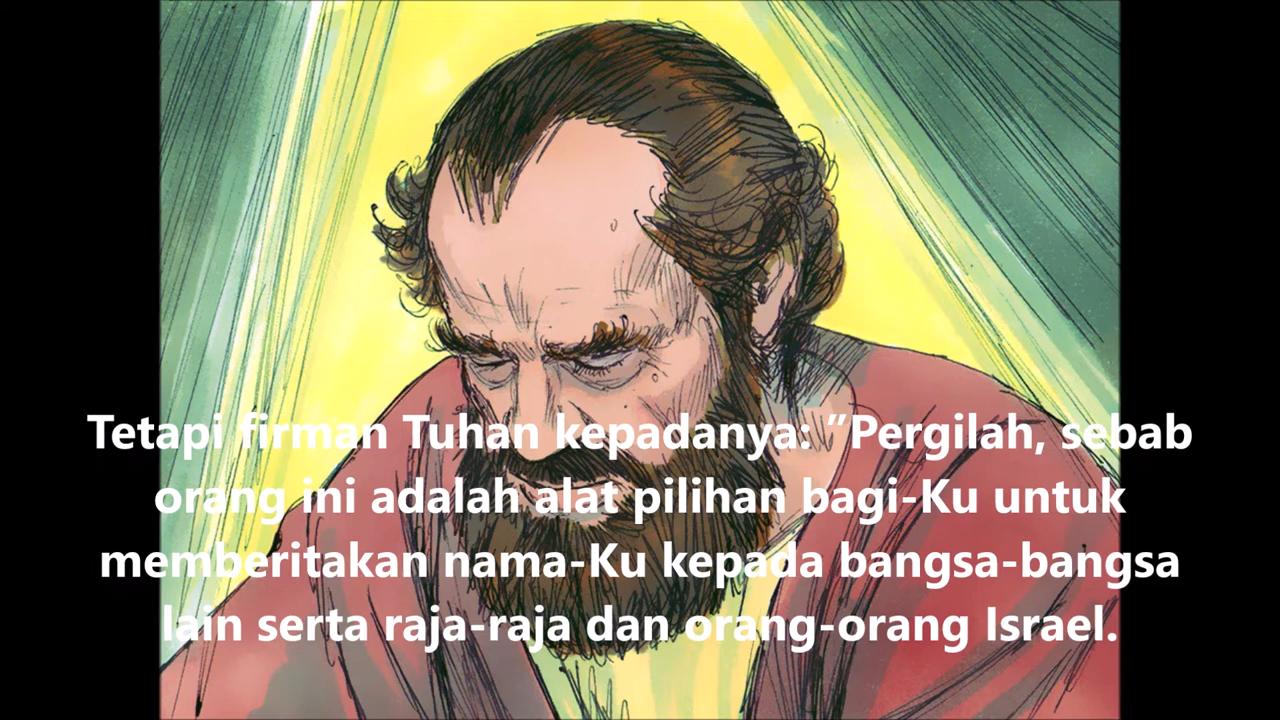 Tetapi firman Tuhan kepadanya: ”Pergilah, sebab
orang ini adalah alat pilihan bagi-Ku untuk
memberitakan nama-Ku kepada bangsa-bangsa
lain serta raja-raja dan orang-orang Israel.